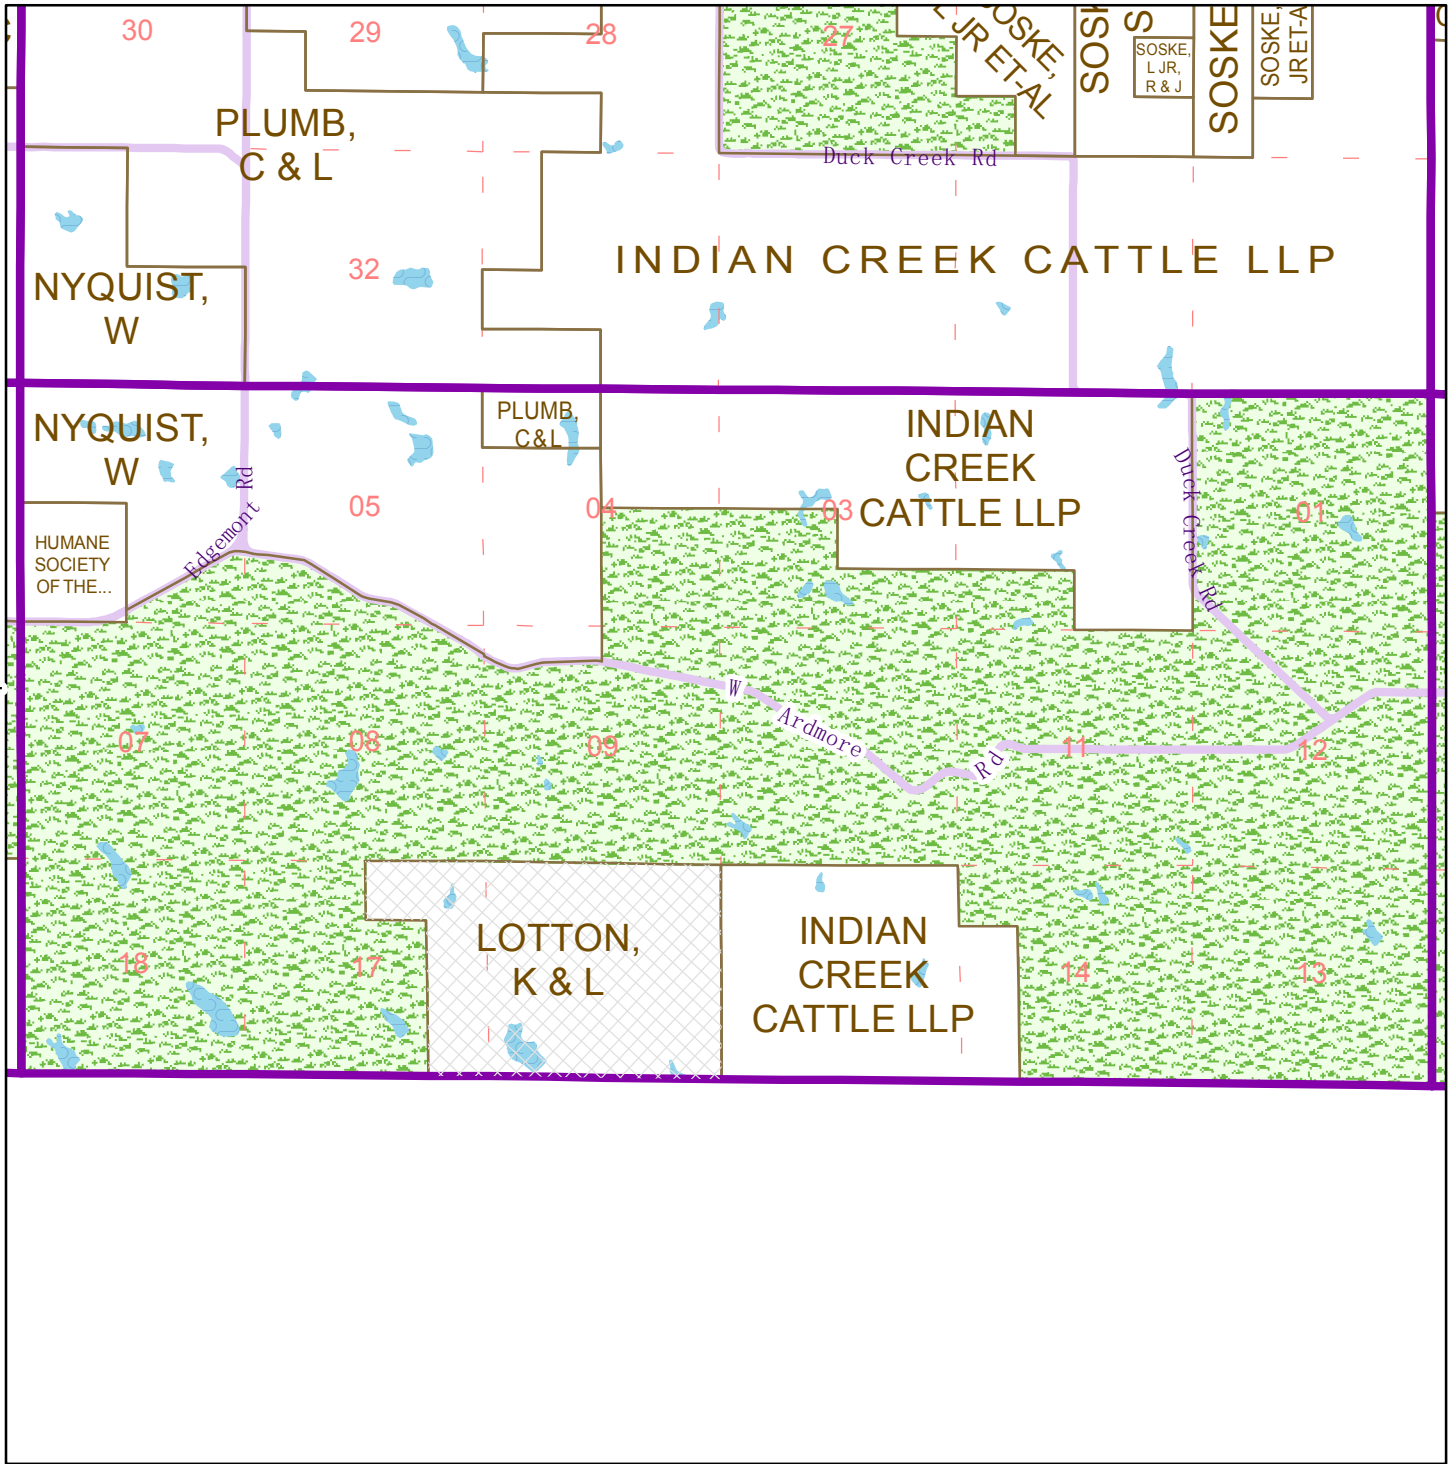 30
29
28
27
SOSKE,
L JR ET-AL
S
SOSKE,
L JR,
R & J
SOSKE
SOSKE,
JR ET-A
PLUMB,
C & L
Duck Creek Rd
32
INDIAN CREEK CATTLE LLP
NYQUIST,
W
NYQUIST,
W
PLUMB,
C & L
INDIAN
CREEK
CATTLE LLP
Edgemont Rd
05
04
03
Duck Creek Rd
01
HUMANE
SOCIETY
OF THE...
W Ardmore Rd
07
08
09
11
12
LOTTON,
K & L
INDIAN
CREEK
CATTLE LLP
18
17
14
13